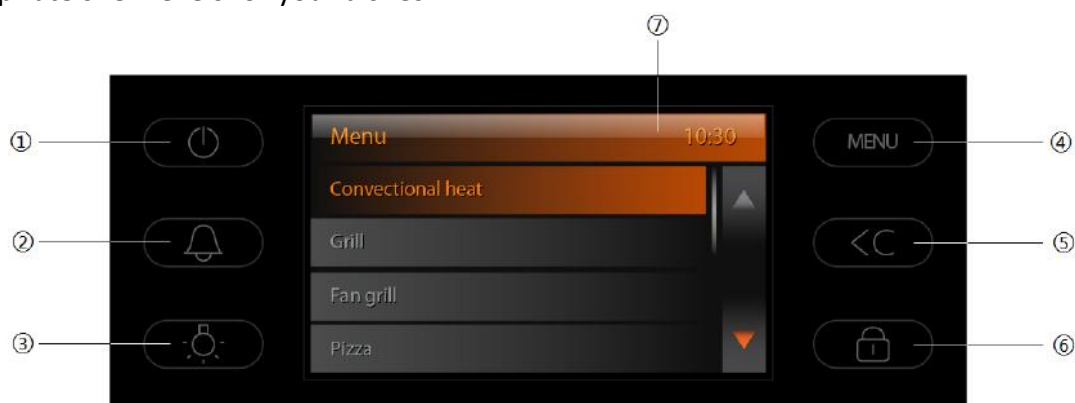 ⑦
① ④
MENU
Menu 10:30
Convectional heat
② ⑤
<C
Grill
Fan grill
③ ⑥
Pizza